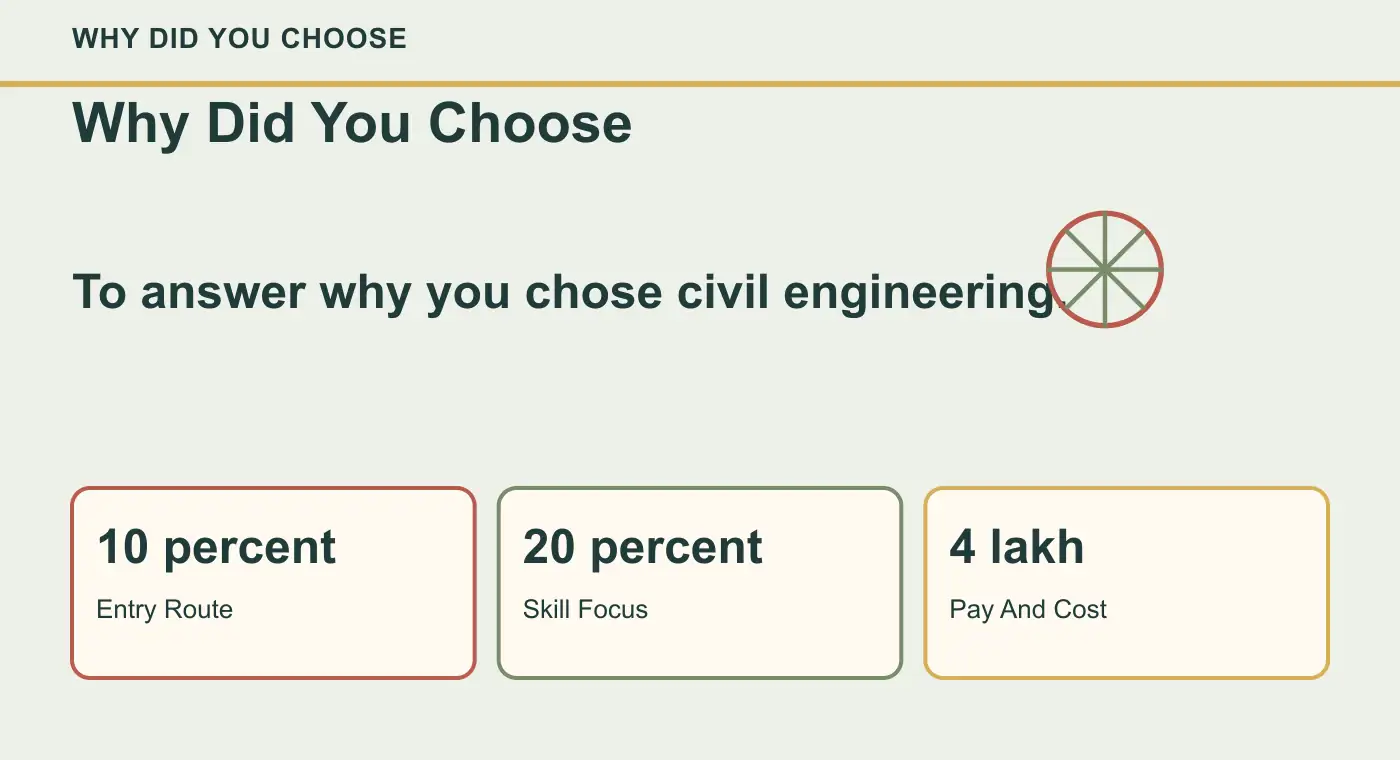 WHY DID YOU CHOOSE
Why Did You Choose
To answer why you chose civil engineering.
10 percent
Entry Route
20 percent
Skill Focus
4 lakh
Pay And Cost